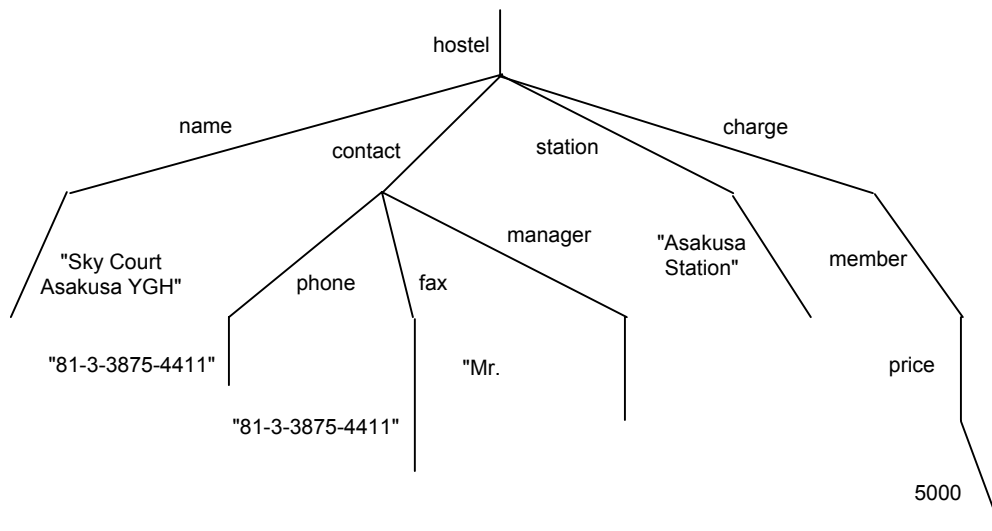 hostel
name
contact
station
charge
"Sky Court
Asakusa YGH"
phone
fax
manager
"Asakusa
Station"
member
"81-3-3875-4411"
"Mr.
price
"81-3-3875-4411"
5000